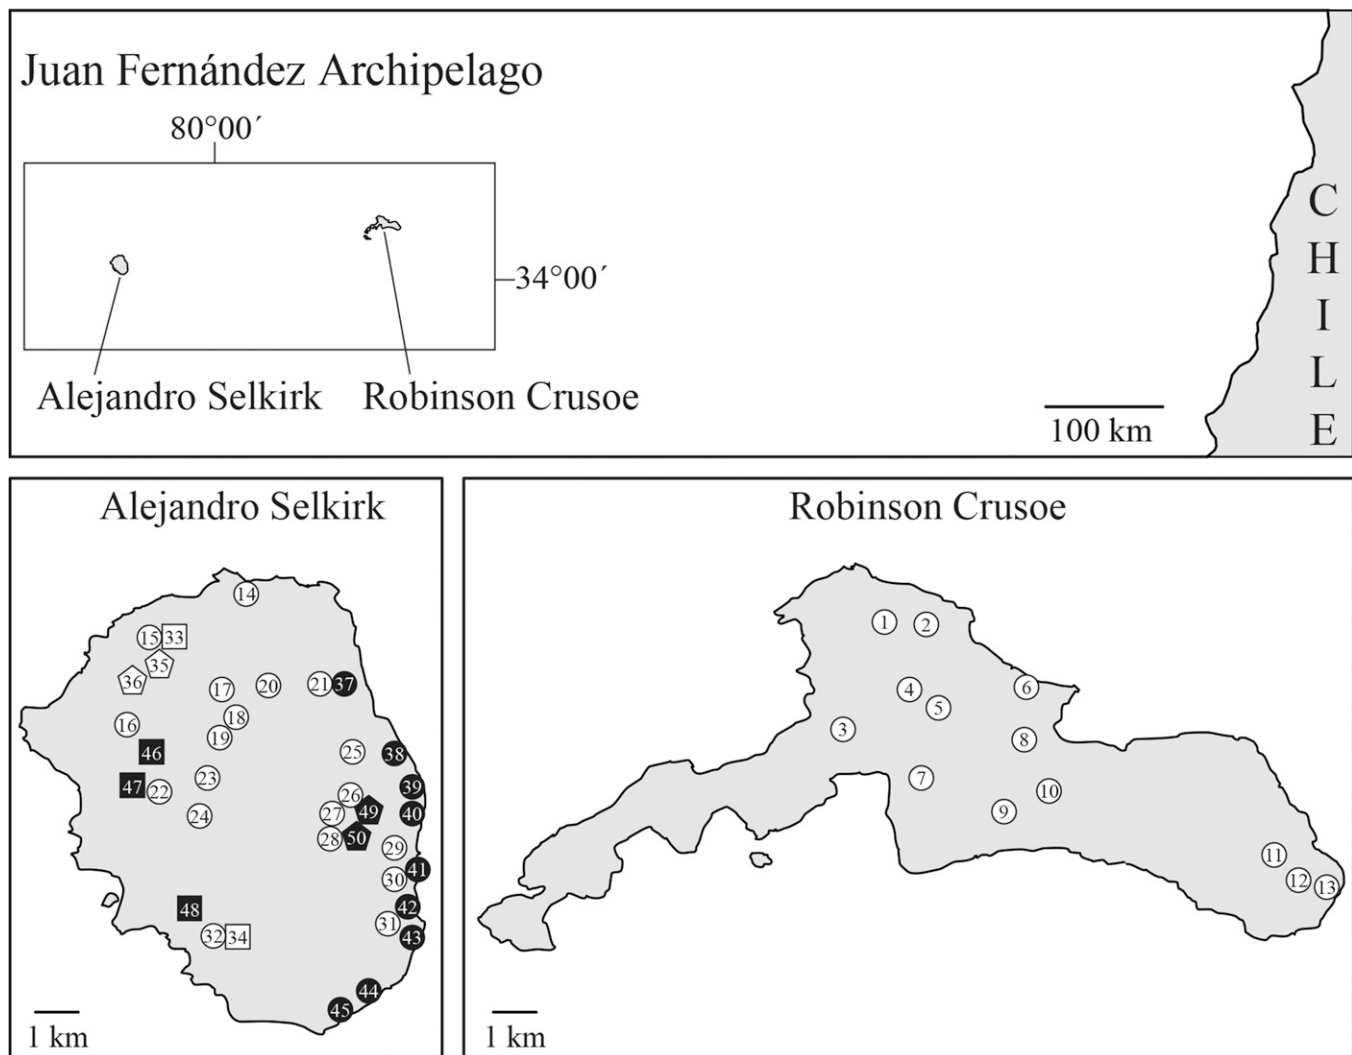 Juan Fernández Archipelago
80°00´
34°00´
Alejandro Selkirk
Robinson Crusoe
100 km
C
H
I
L
E
Alejandro Selkirk
14
15 33
35
36
17 20 21 37
16 18
19
46 25 38
47 22 23 39
24 26
27 49 40
28 50 29
30 41
48 42
32 34 31 43
44
45
1 km
Robinson Crusoe
1 2
4 6
5
3 8
7 10
9
11
12 13
1 km